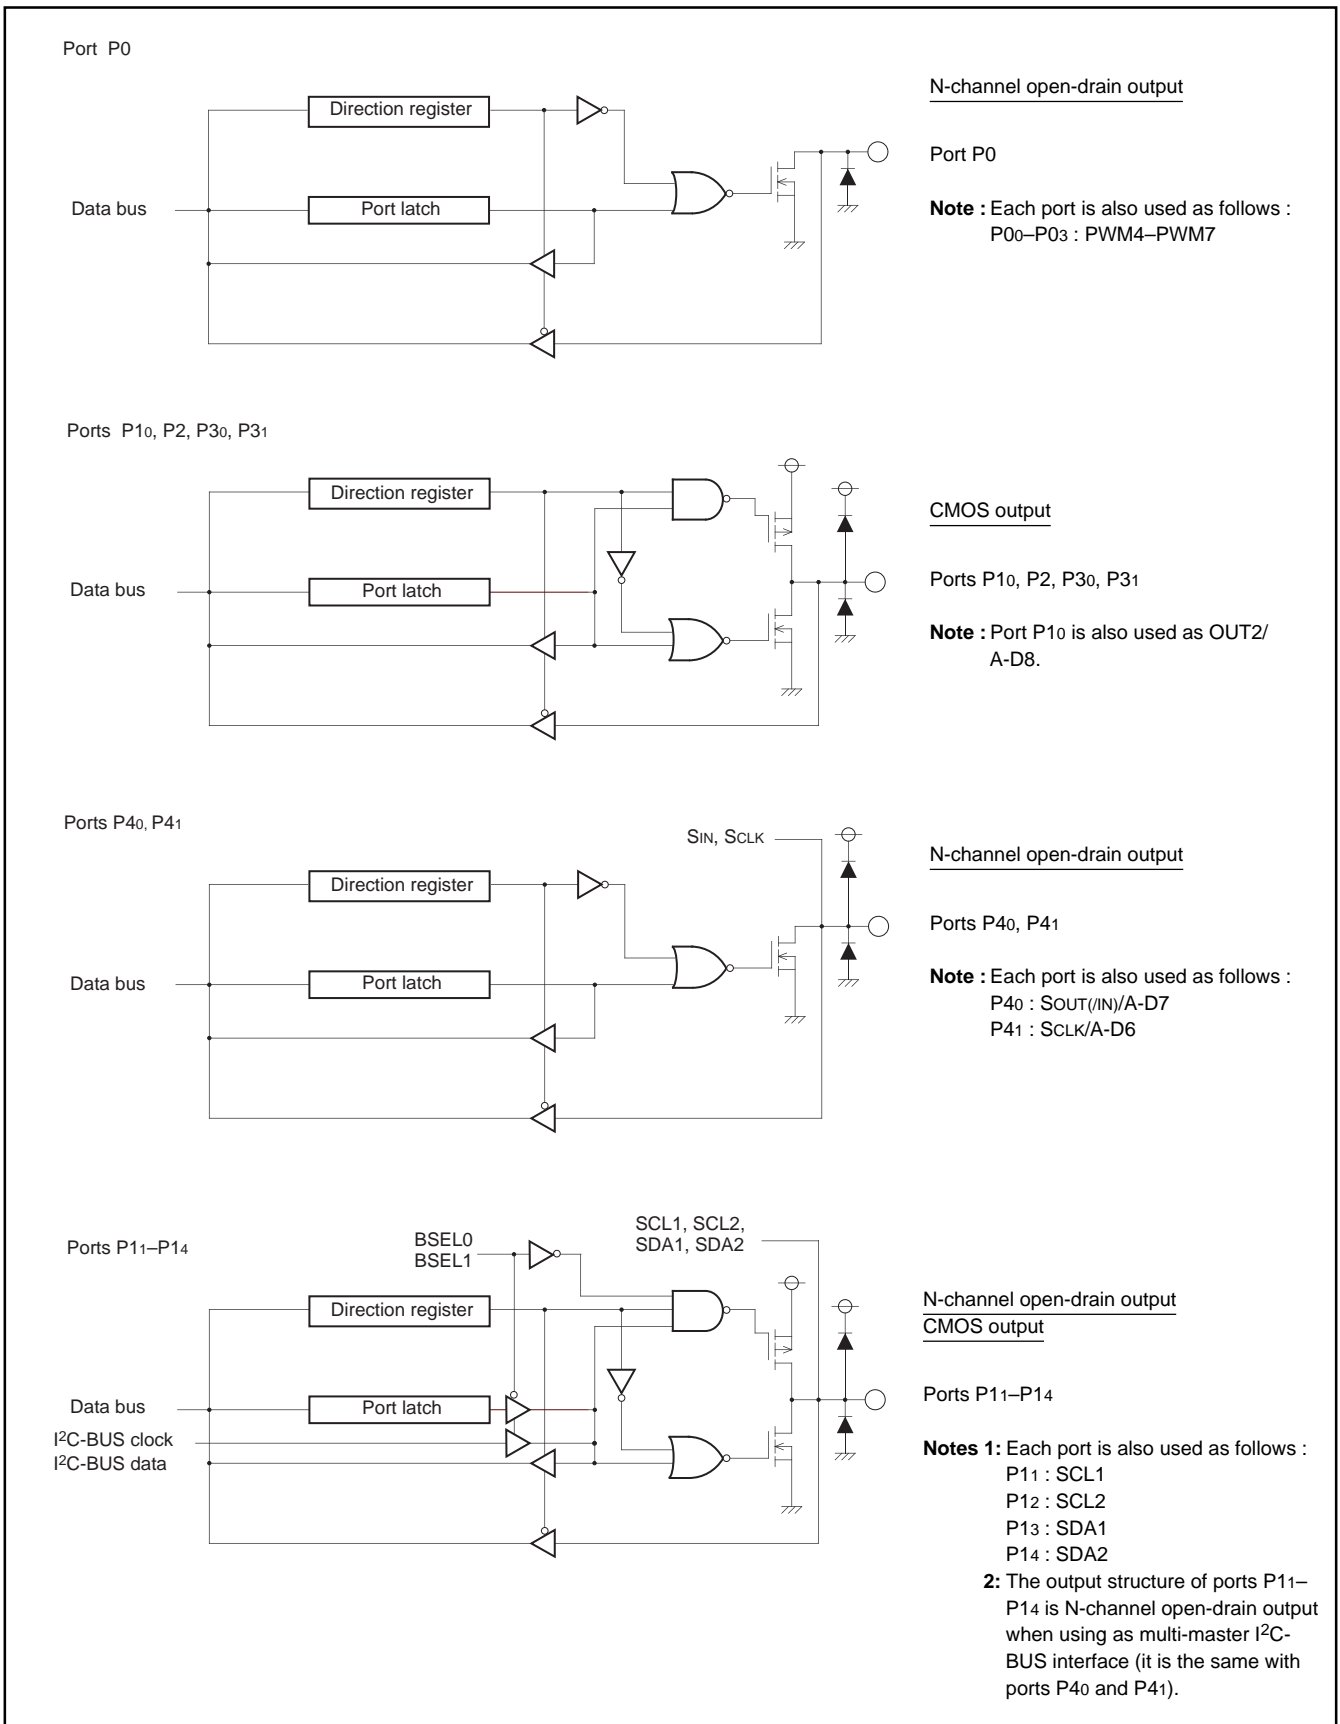 Port P0
N-channel open-drain output
Direction register
Port P0
Data bus
Port latch
Note : Each port is also used as follows :
P00–P03 : PWM4–PWM7
Ports P10, P2, P30, P31
Direction register
CMOS output
Data bus
Port latch
Ports P10, P2, P30, P31
Note : Port P10 is also used as OUT2/
A-D8.
Ports P40, P41
SIN, SCLK
N-channel open-drain output
Direction register
Ports P40, P41
Data bus
Port latch
Note : Each port is also used as follows :
P40 : SOUT(/IN)/A-D7
P41 : SCLK/A-D6
Ports P11–P14
BSEL0
BSEL1
SCL1, SCL2,
SDA1, SDA2
Direction register
N-channel open-drain output
CMOS output
Data bus
Port latch
Ports P11–P14
I2C-BUS clock
I2C-BUS data
Notes 1: Each port is also used as follows :
P11 : SCL1
P12 : SCL2
P13 : SDA1
P14 : SDA2
2: The output structure of ports P11–
P14 is N-channel open-drain output
when using as multi-master I2C-
BUS interface (it is the same with
ports P40 and P41).